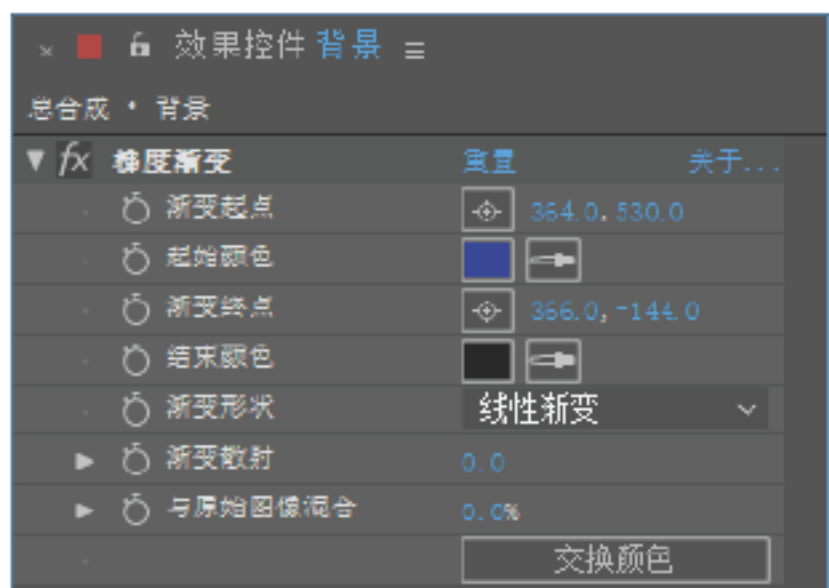 效果控件 背景
总合成 · 背景
fx 梯度渐变 重置 关于...
渐变起点 364.0, 530.0
起始颜色
渐变终点 366.0, -144.0
结束颜色
渐变形状 线性渐变
渐变散射 0.0
与原始图像混合 0.0%
交换颜色